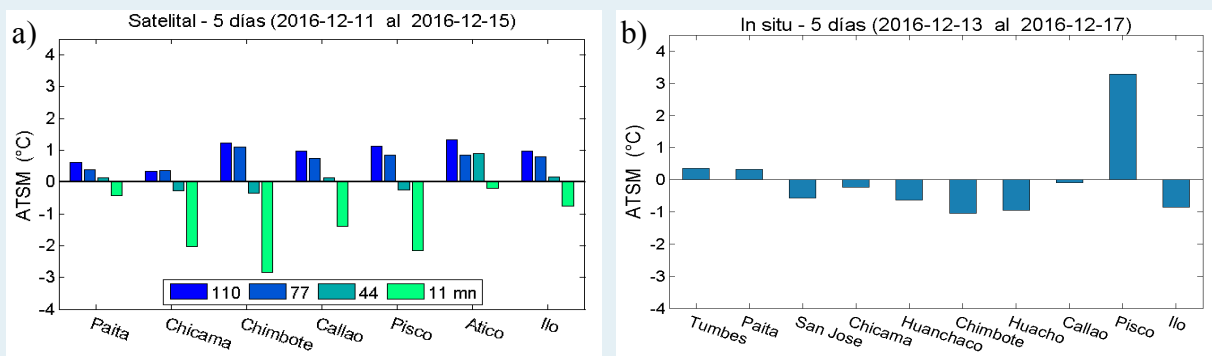 a)
Satelital - 5 días (2016-12-11 al 2016-12-15)
ATSM (°C)
4
3
2
1
0
-1
-2
-3
-4
110 77 44 11 mn
Paita Chicama Chimbote Callao Pisco Atico Ilo
b)
In situ - 5 días (2016-12-13 al 2016-12-17)
ATSM (°C)
4
3
2
1
0
-1
-2
-3
-4
Tumbes Paita San Jose Chicama Huanchaco Chimbote Huacho Callao Pisco Ilo